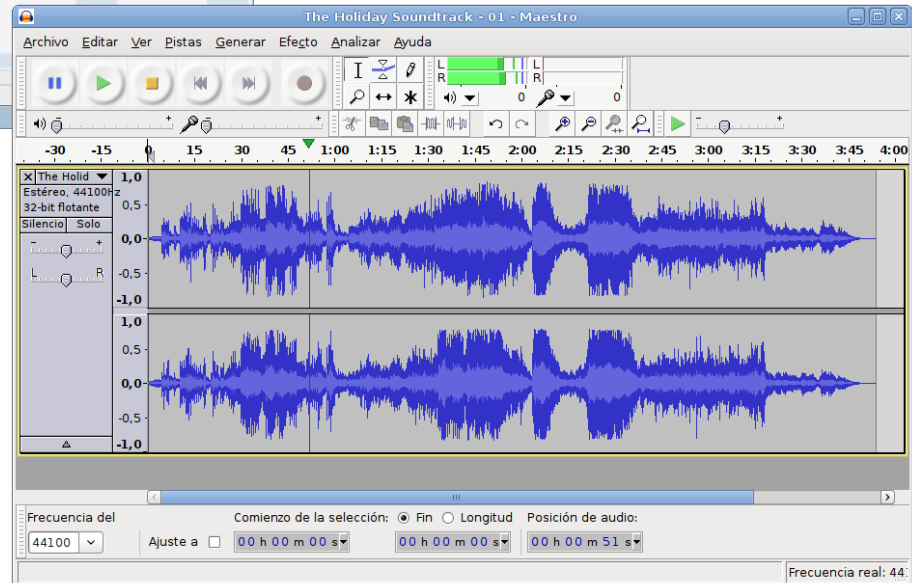 The Holiday Soundtrack - 01 - Maestro
Archivo Editar Ver Pistas Generar Efecto Analizar Ayuda
L L
R R
0 0
-30 -15 0 15 30 45 1:00 1:15 1:30 1:45 2:00 2:15 2:30 2:45 3:00 3:15 3:30 3:45 4:00
The Holid 1,0
Estéreo, 44100Hz
32-bit flotante 0,5
Silencio Solo
- + 0,0
L R -0,5
-1,0
1,0
0,5
0,0
-0,5
-1,0
Frecuencia del Comienzo de la selección: Fin Longitud Posición de audio:
44100 Ajuste a 00 h 00 m 00 s 00 h 00 m 00 s 00 h 00 m 51 s
Frecuencia real: 44